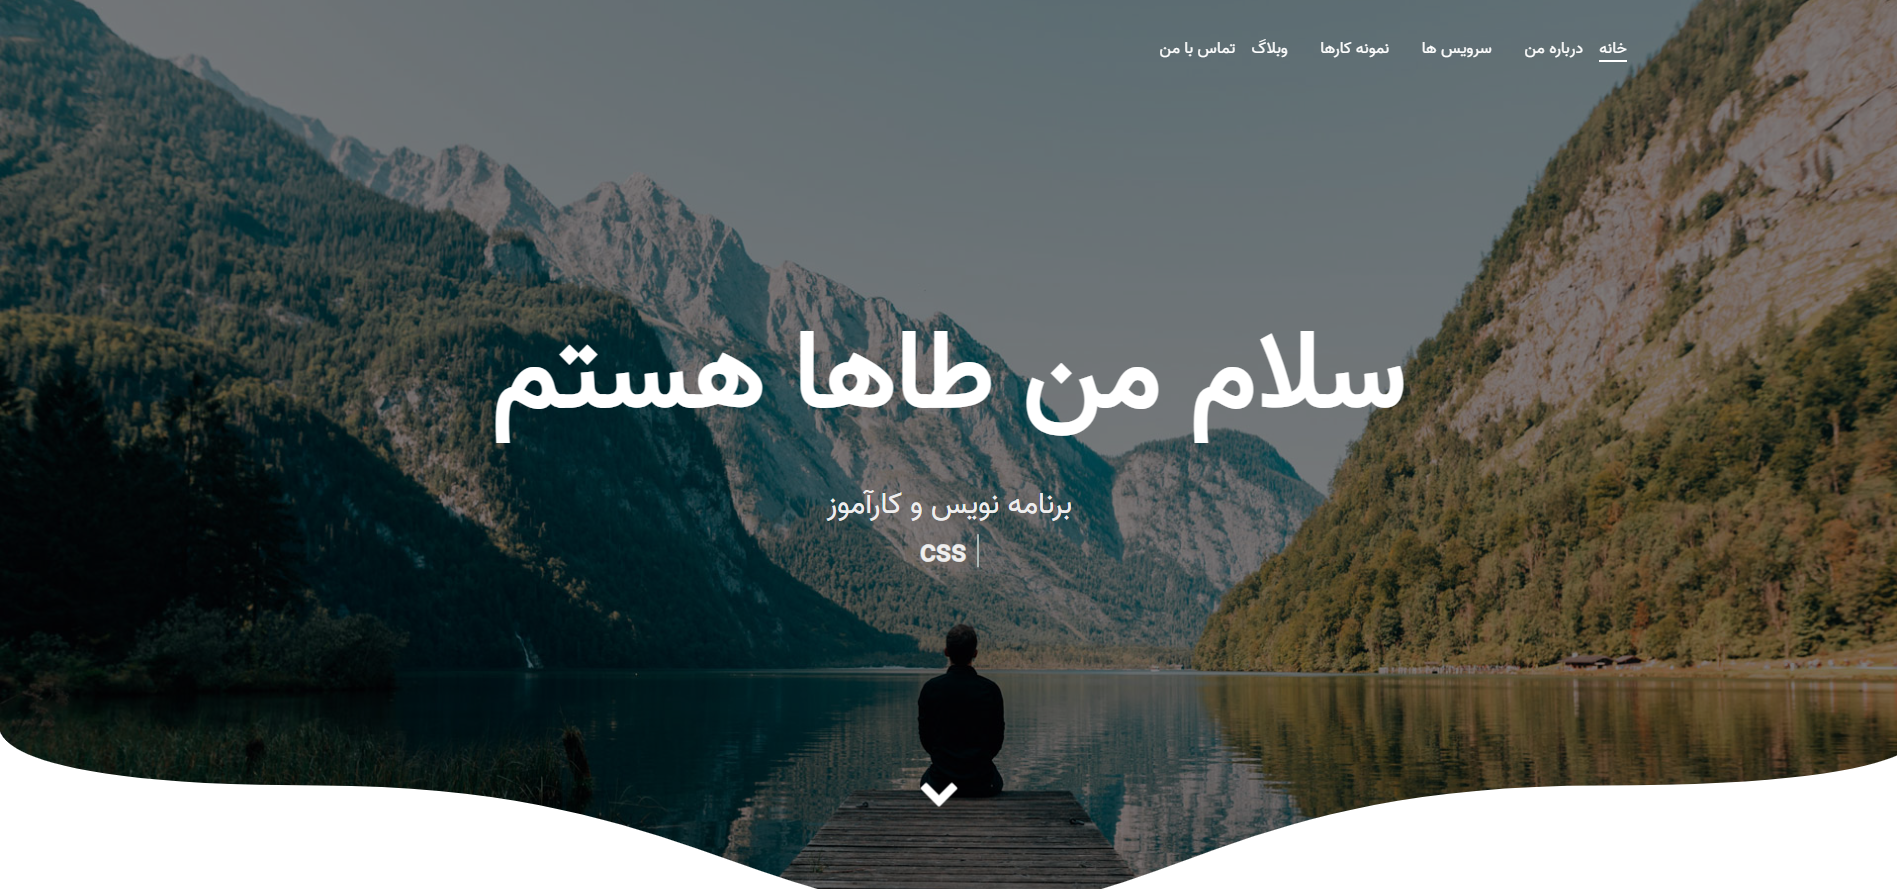 خانه درباره من سرویس ها نمونه کارها وبلاگ تماس با من
سلام من طاها هستم
برنامه نویس و کارآموز
css